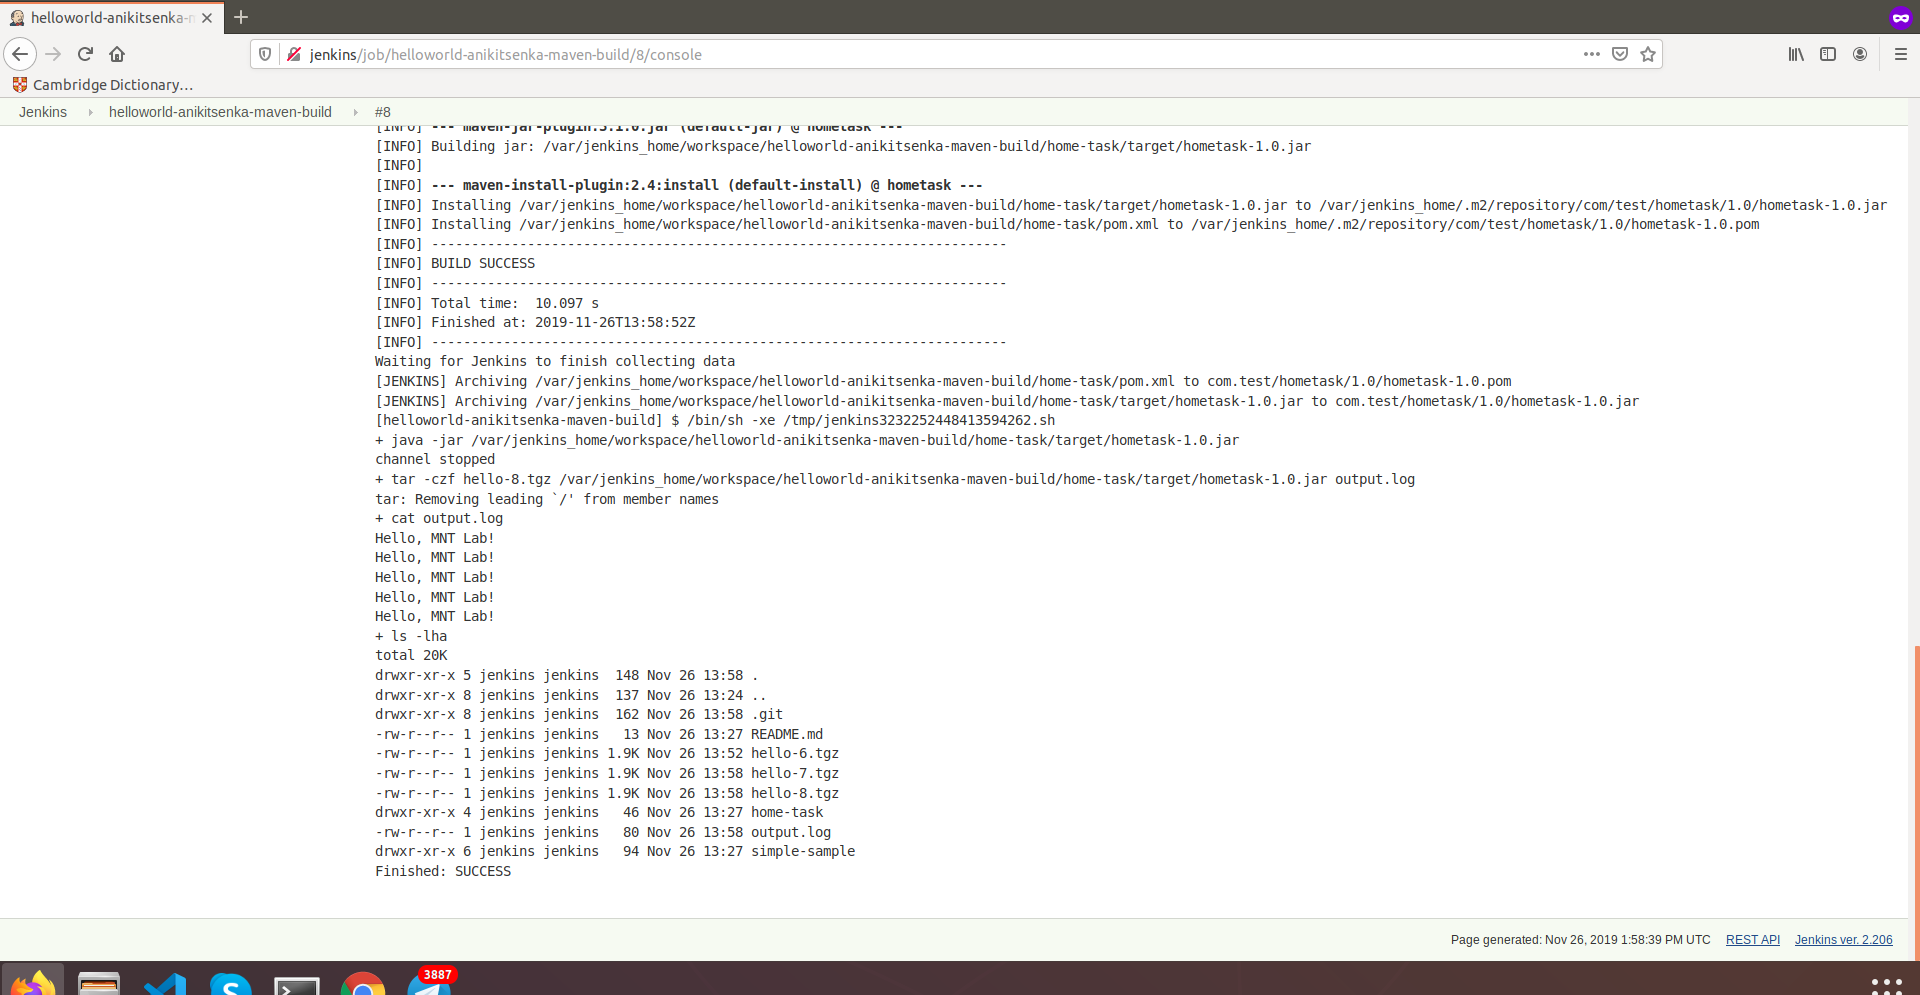 helloworld-anikitsenka-
jenkins/job/helloworld-anikitsenka-maven-build/8/console
Cambridge Dictionary…
Jenkins helloworld-anikitsenka-maven-build #8
[INFO] --- maven-jar-plugin:3.1.0:jar (default-jar) @ hometask ---
[INFO] Building jar: /var/jenkins_home/workspace/helloworld-anikitsenka-maven-build/home-task/target/hometask-1.0.jar
[INFO]
[INFO] --- maven-install-plugin:2.4:install (default-install) @ hometask ---
[INFO] Installing /var/jenkins_home/workspace/helloworld-anikitsenka-maven-build/home-task/target/hometask-1.0.jar to /var/jenkins_home/.m2/repository/com/test/hometask/1.0/hometask-1.0.jar
[INFO] Installing /var/jenkins_home/workspace/helloworld-anikitsenka-maven-build/home-task/pom.xml to /var/jenkins_home/.m2/repository/com/test/hometask/1.0/hometask-1.0.pom
[INFO] ------------------------------------------------------------------------
[INFO] BUILD SUCCESS
[INFO] ------------------------------------------------------------------------
[INFO] Total time:  10.097 s
[INFO] Finished at: 2019-11-26T13:58:52Z
[INFO] ------------------------------------------------------------------------
Waiting for Jenkins to finish collecting data
[JENKINS] Archiving /var/jenkins_home/workspace/helloworld-anikitsenka-maven-build/home-task/pom.xml to com.test/hometask/1.0/hometask-1.0.pom
[JENKINS] Archiving /var/jenkins_home/workspace/helloworld-anikitsenka-maven-build/home-task/target/hometask-1.0.jar to com.test/hometask/1.0/hometask-1.0.jar
[helloworld-anikitsenka-maven-build] $ /bin/sh -xe /tmp/jenkins3232252448413594262.sh
+ java -jar /var/jenkins_home/workspace/helloworld-anikitsenka-maven-build/home-task/target/hometask-1.0.jar
channel stopped
+ tar -czf hello-8.tgz /var/jenkins_home/workspace/helloworld-anikitsenka-maven-build/home-task/target/hometask-1.0.jar output.log
tar: Removing leading `/' from member names
+ cat output.log
Hello, MNT Lab!
Hello, MNT Lab!
Hello, MNT Lab!
Hello, MNT Lab!
Hello, MNT Lab!
+ ls -lha
total 20K
drwxr-xr-x 5 jenkins jenkins  148 Nov 26 13:58 .
drwxr-xr-x 8 jenkins jenkins  137 Nov 26 13:24 ..
drwxr-xr-x 8 jenkins jenkins  162 Nov 26 13:58 .git
-rw-r--r-- 1 jenkins jenkins   13 Nov 26 13:27 README.md
-rw-r--r-- 1 jenkins jenkins 1.9K Nov 26 13:52 hello-6.tgz
-rw-r--r-- 1 jenkins jenkins 1.9K Nov 26 13:58 hello-7.tgz
-rw-r--r-- 1 jenkins jenkins 1.9K Nov 26 13:58 hello-8.tgz
drwxr-xr-x 4 jenkins jenkins   46 Nov 26 13:27 home-task
-rw-r--r-- 1 jenkins jenkins   80 Nov 26 13:58 output.log
drwxr-xr-x 6 jenkins jenkins   94 Nov 26 13:27 simple-sample
Finished: SUCCESS
Page generated: Nov 26, 2019 1:58:39 PM UTC REST API Jenkins ver. 2.206
3887